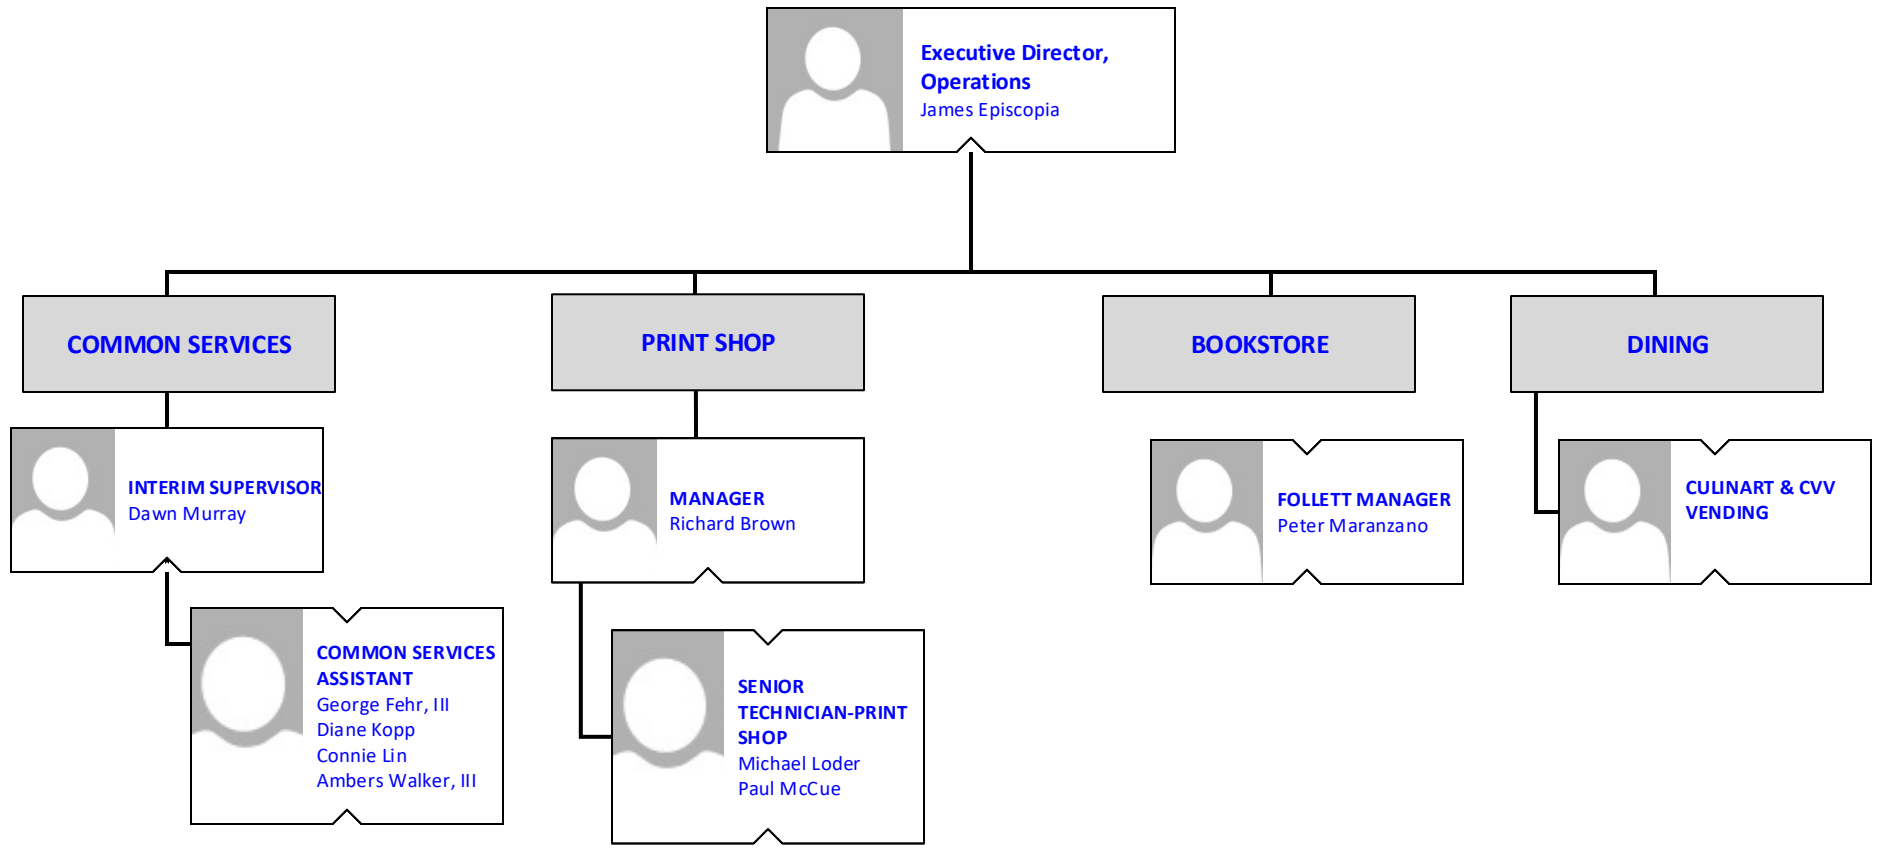 Executive Director,
Operations
James Episcopia
COMMON SERVICES
PRINT SHOP
BOOKSTORE
DINING
INTERIM SUPERVISOR
Dawn Murray
MANAGER
Richard Brown
FOLLETT MANAGER
Peter Maranzano
CULINART & CVV
VENDING
COMMON SERVICES
ASSISTANT
George Fehr, III
Diane Kopp
Connie Lin
Ambers Walker, III
SENIOR
TECHNICIAN-PRINT
SHOP
Michael Loder
Paul McCue